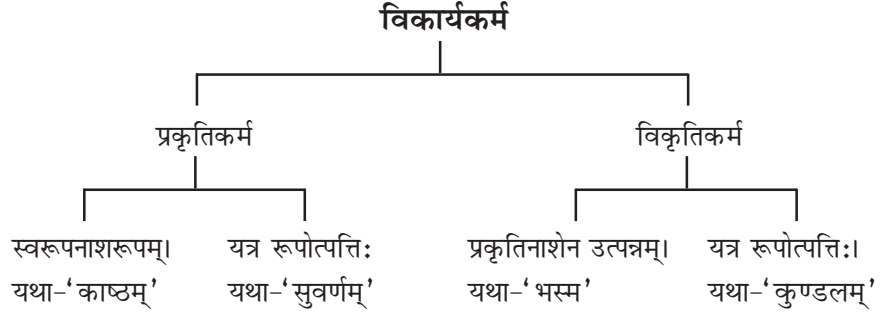 विकार्यकर्म
प्रकृतिकर्म विकृतिकर्म
स्वरूपनाशरूपम्। यत्र रूपोत्पत्तिः प्रकृतिनाशेन उत्पन्नम्। यत्र रूपोत्पत्तिः।
यथा-‘काष्ठम्’ यथा-‘सुवर्णम्’ यथा-‘भस्म’ यथा-‘कुण्डलम्’